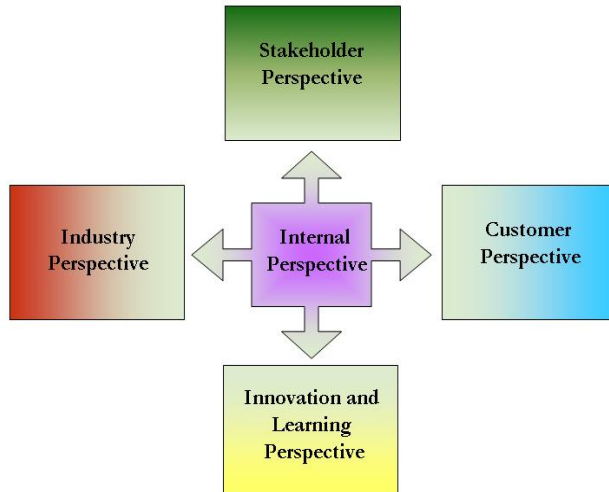 Stakeholder
Perspective
Industry
Perspective
Internal
Perspective
Customer
Perspective
Innovation and
Learning
Perspective